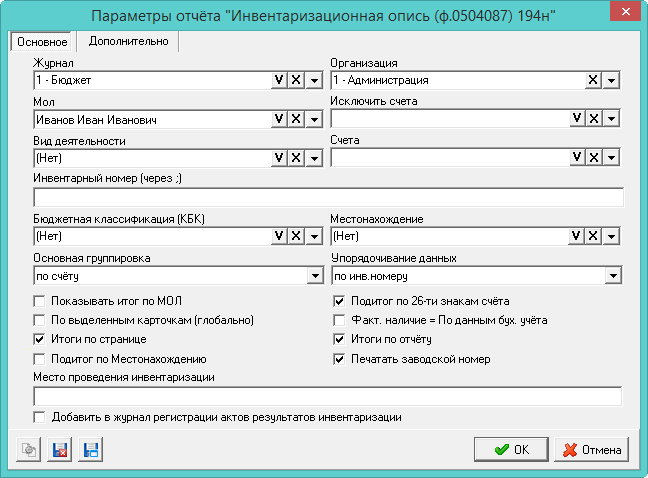 Параметры отчёта "Инвентаризационная опись (ф.0504087) 194н"
Основное Дополнительно
Журнал Организация
1 - Бюджет V X 1 - Администрация X
Мол Исключить счета
Иванов Иван Иванович V X V X
Вид деятельности Счета
(Нет) V X V X
Инвентарный номер (через ;)
Бюджетная классификация (КБК) Местонахождение
(Нет) V X (Нет) V X
Основная группировка Упорядочивание данных
по счёту по инв.номеру
Показывать итог по МОЛ Подитог по 26-ти знакам счёта
По выделенным карточкам (глобально) Факт. наличие = По данным бух. учёта
Итоги по странице Итоги по отчёту
Подитог по Местонахождению Печатать заводской номер
Место проведения инвентаризации
Добавить в журнал регистрации актов результатов инвентаризации
OK Отмена